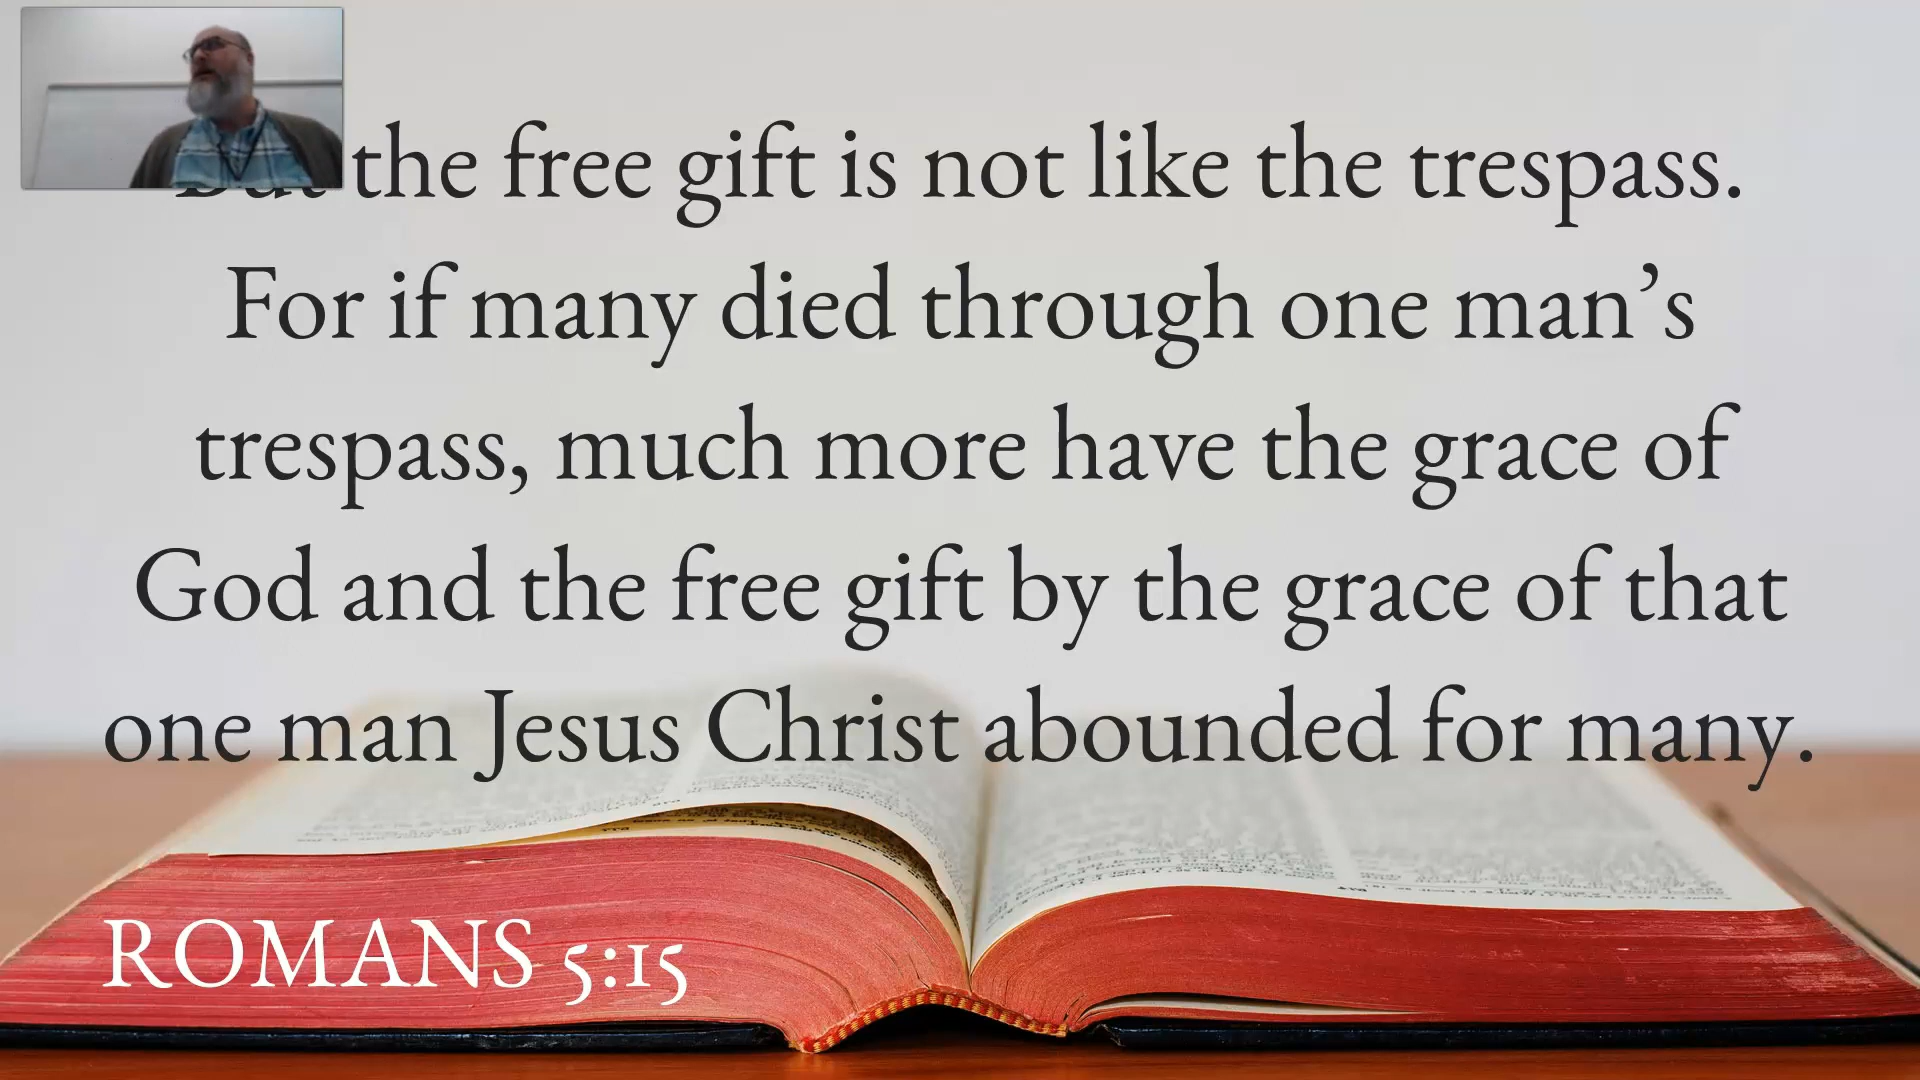 But the free gift is not like the trespass.
For if many died through one man’s
trespass, much more have the grace of
God and the free gift by the grace of that
one man Jesus Christ abounded for many.
ROMANS 5:15